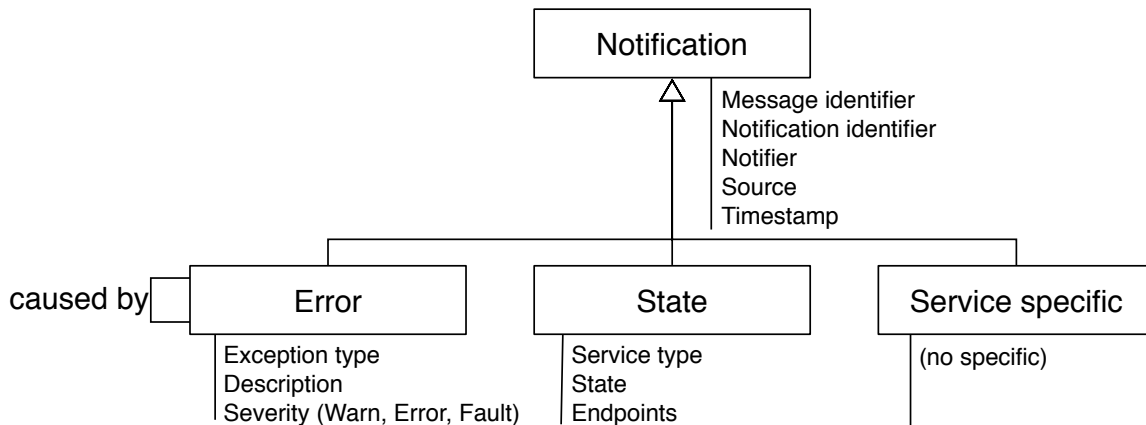 Notification
Message identifier
Notification identifier
Notifier
Source
Timestamp
caused by
Error
Exception type
Description
Severity (Warn, Error, Fault)
State
Service type
State
Endpoints
Service specific
(no specific)